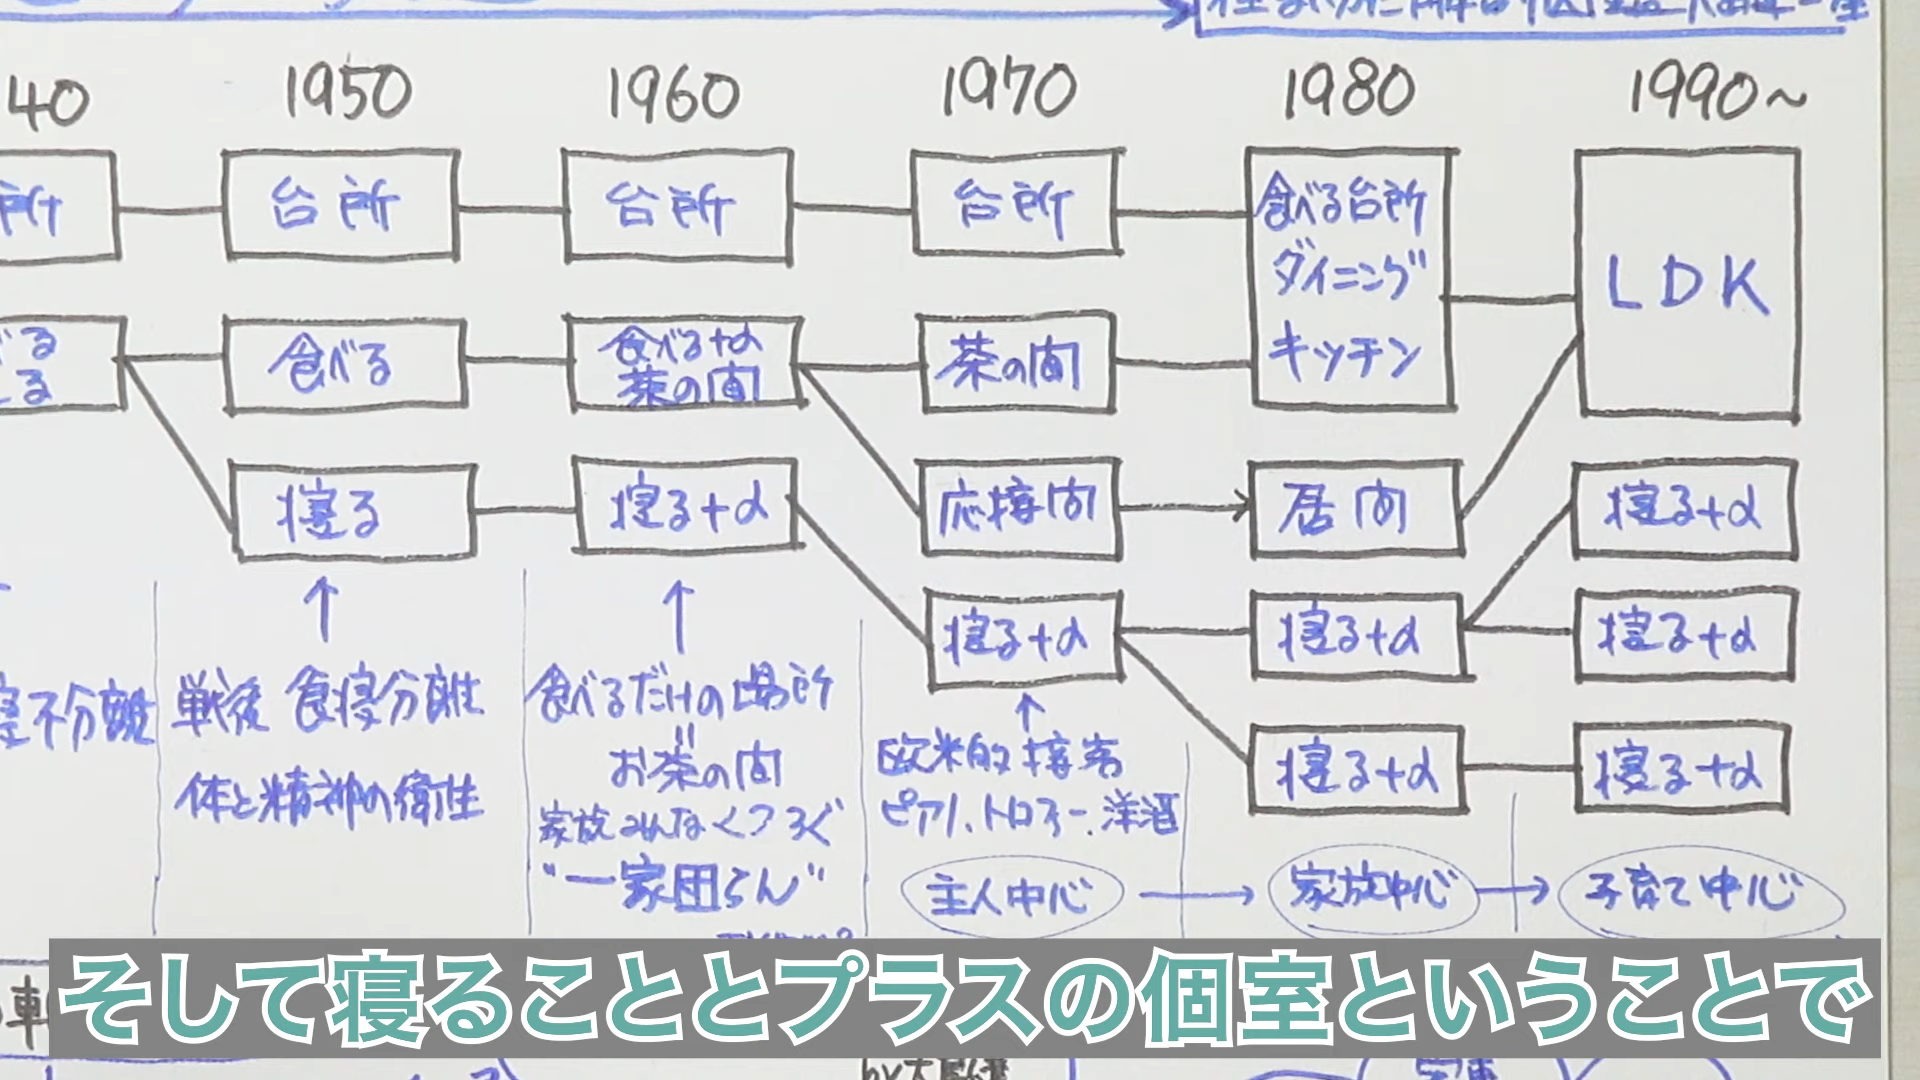 40
1950
1960
1970
1980
1990~
所
台所
台所
台所
食べる台所
ダイニング
キッチン
LDK
食べる
食べる+α
茶の間
茶の間
寝る
寝る+α
応接間
居間
寝る+α
寝る+α
寝る+α
寝る+α
寝る+α
寝る+α
寝不分離
戦後 食寝分離
体と精神の衛生
食べるだけの場所
=
お茶の間
家族みんなくつろぐ
"一家団らん"
欧米的接客
ピアノ、トロフィー、洋酒
主人中心
家族中心
子育て中心
そして寝ることとプラスの個室ということで